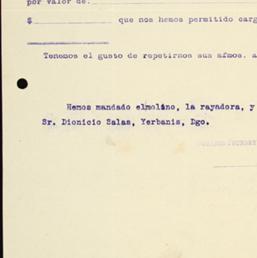 por valor de:
$ que nos hemos permitido carg
Tenemos el gusto de repetirnos sus afmos. a
Hemos mandado elmolino, la rayadora, y
Sr. Dionicio Salas, Yerbanis, Dgo.